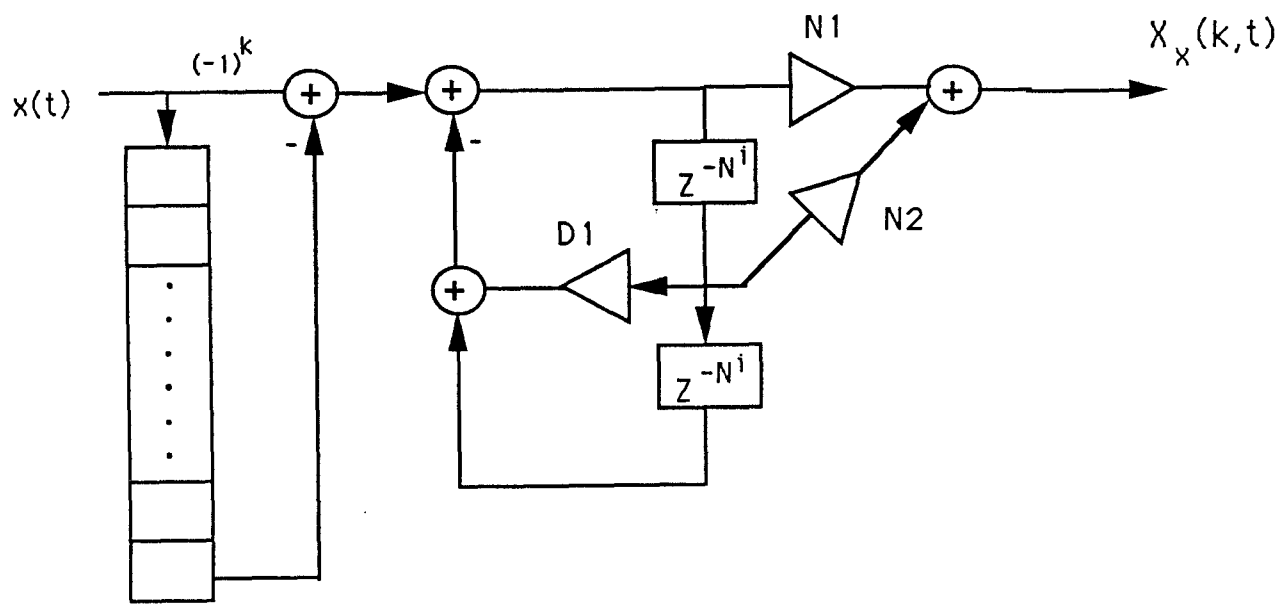 N1
X_x(k,t)
(-1)^k
x(t)
+
+
+
-
-
Z^-N^i
N2
D1
+
Z^-N^i